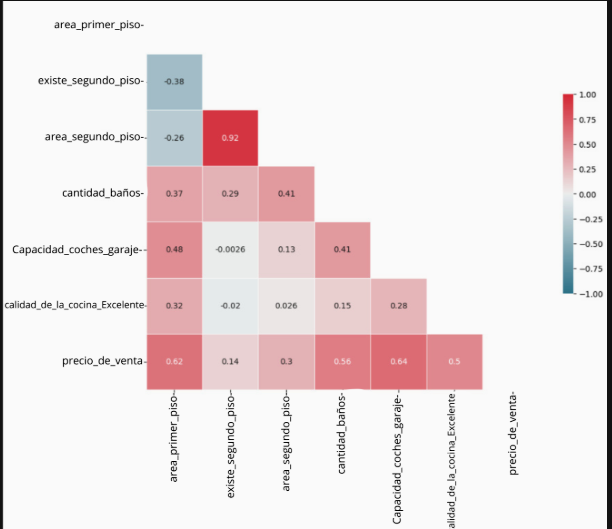 area_primer_piso-
existe_segundo_piso-
-0.38
area_segundo_piso-
-0.26 0.92
cantidad_baños-
0.37 0.29 0.41
Capacidad_coches_garaje--
0.48 -0.0026 0.13 0.41
calidad_de_la_cocina_Excelente-
0.32 -0.02 0.026 0.15 0.28
precio_de_venta-
0.62 0.14 0.3 0.56 0.64 0.5
area_primer_piso-
existe_segundo_piso-
area_segundo_piso-
cantidad_baños-
Capacidad_coches_garaje--
alidad_de_la_cocina_Excelente
precio_de_venta-
1.00
0.75
0.50
0.25
0.00
−0.25
−0.50
−0.75
−1.00